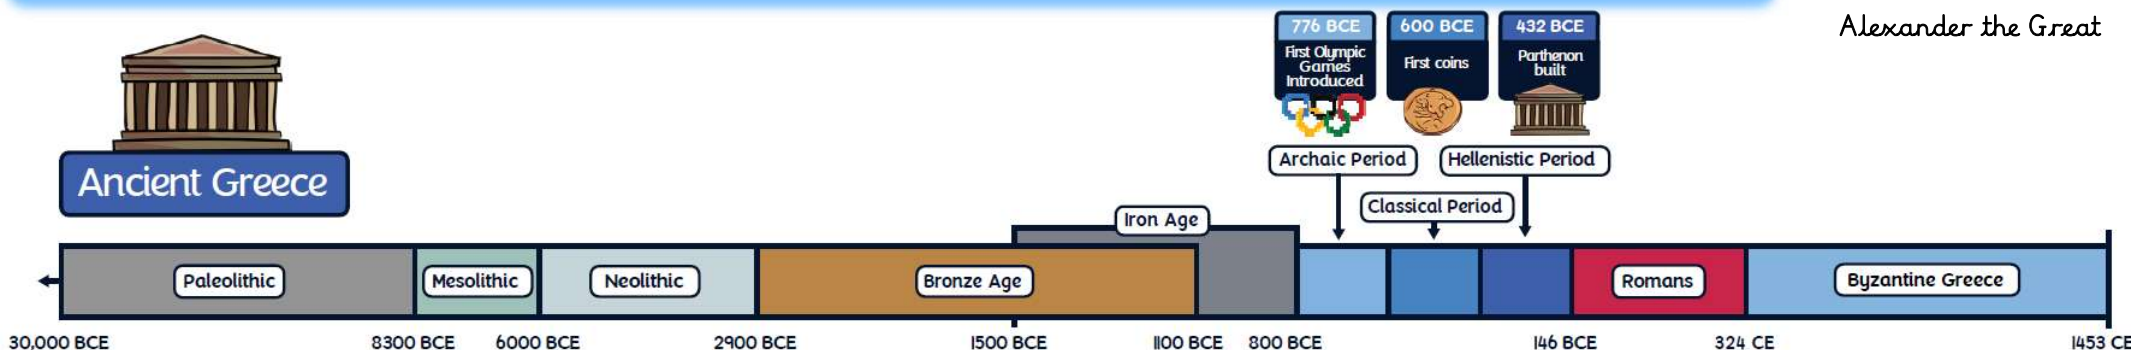 Alexander the Great
776 BCE
First Olympic
Games
Introduced
600 BCE
First coins
432 BCE
Parthenon
built
Ancient Greece
Archaic Period
Hellenistic Period
Classical Period
Iron Age
Paleolithic
Mesolithic
Neolithic
Bronze Age
Romans
Byzantine Greece
30,000 BCE
8300 BCE
6000 BCE
2900 BCE
1500 BCE
1100 BCE
800 BCE
146 BCE
324 CE
1453 CE